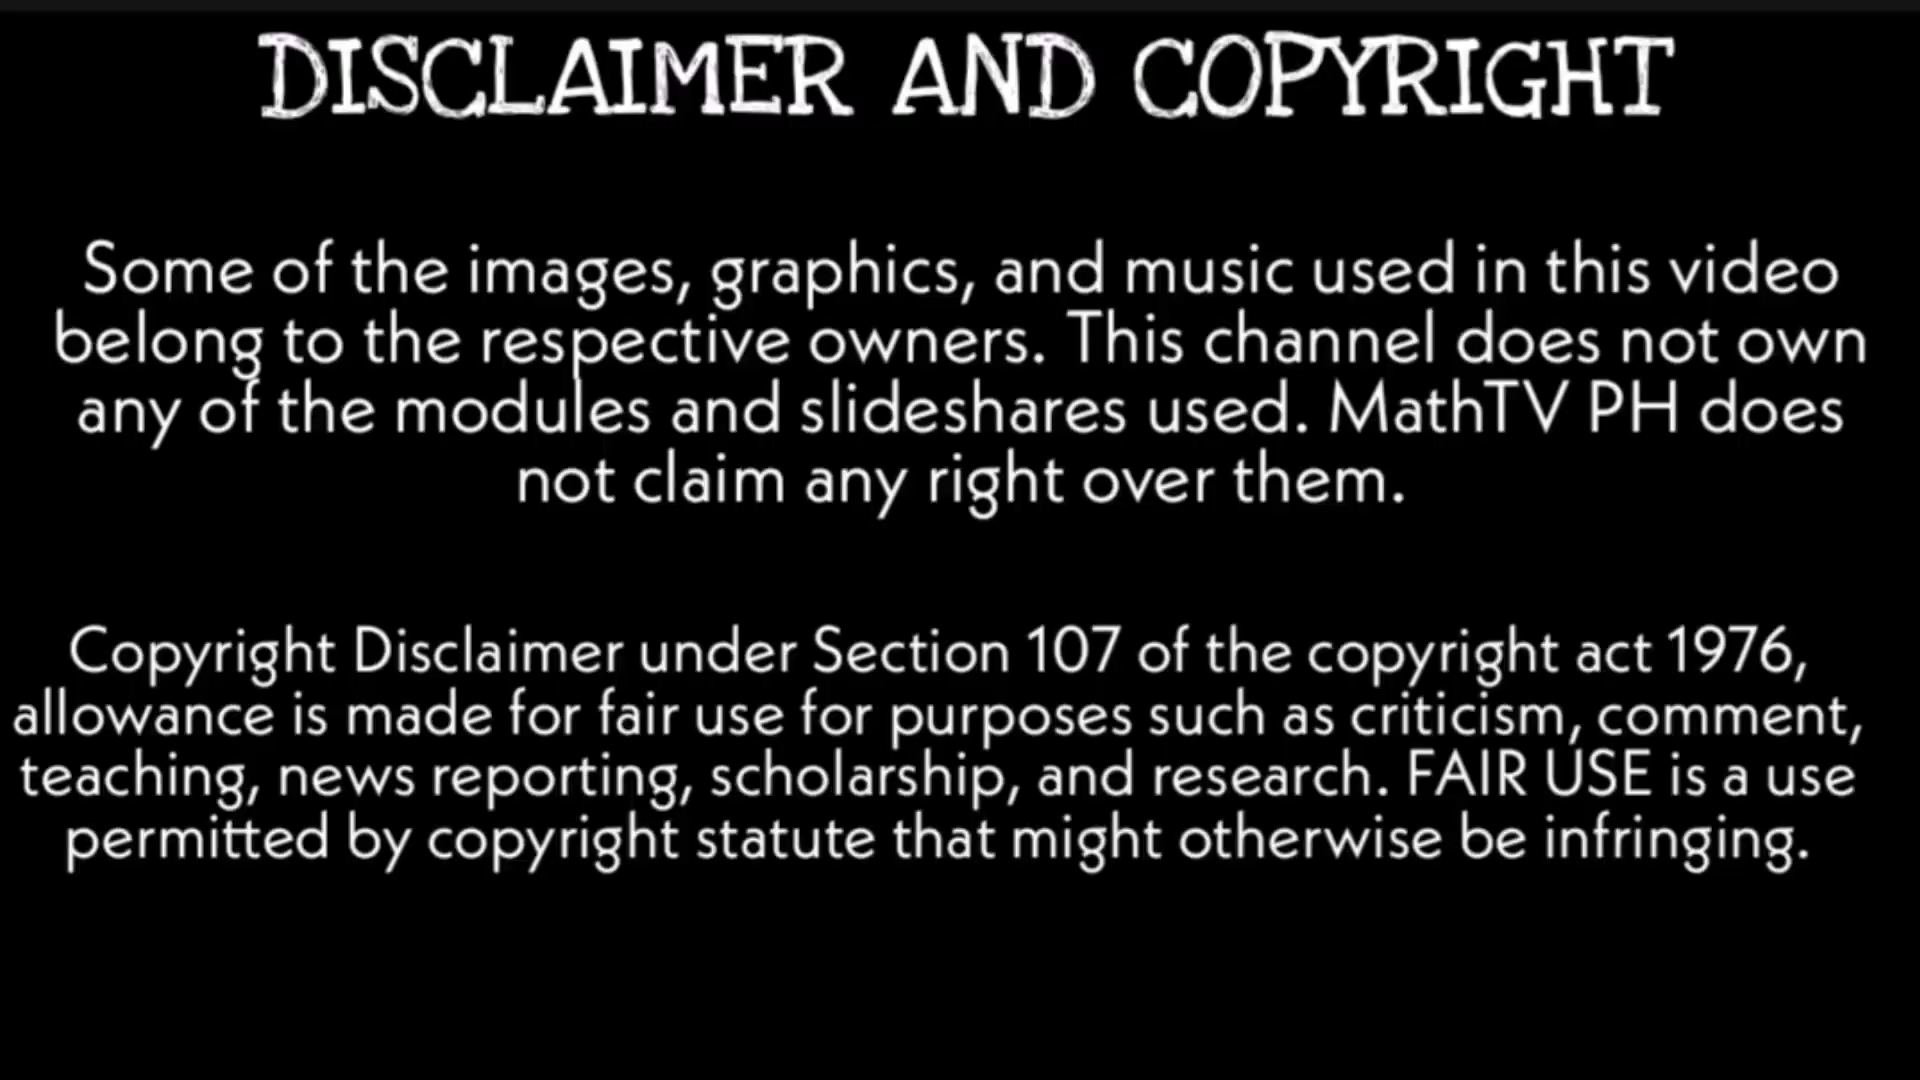 DISCLAIMER AND COPYRIGHT
Some of the images, graphics, and music used in this video
belong to the respective owners. This channel does not own
any of the modules and slideshares used. MathTV PH does
not claim any right over them.
Copyright Disclaimer under Section 107 of the copyright act 1976,
allowance is made for fair use for purposes such as criticism, comment,
teaching, news reporting, scholarship, and research. FAIR USE is a use
permitted by copyright statute that might otherwise be infringing.